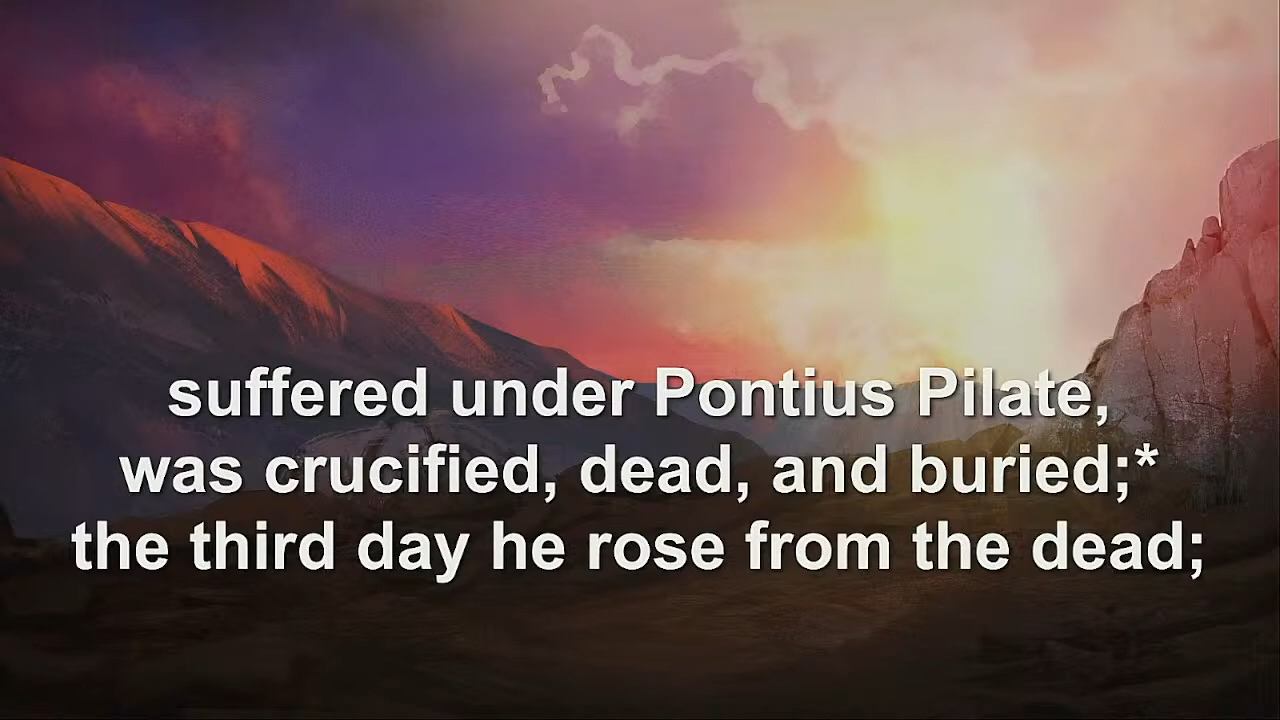 suffered under Pontius Pilate,
was crucified, dead, and buried;*
the third day he rose from the dead;